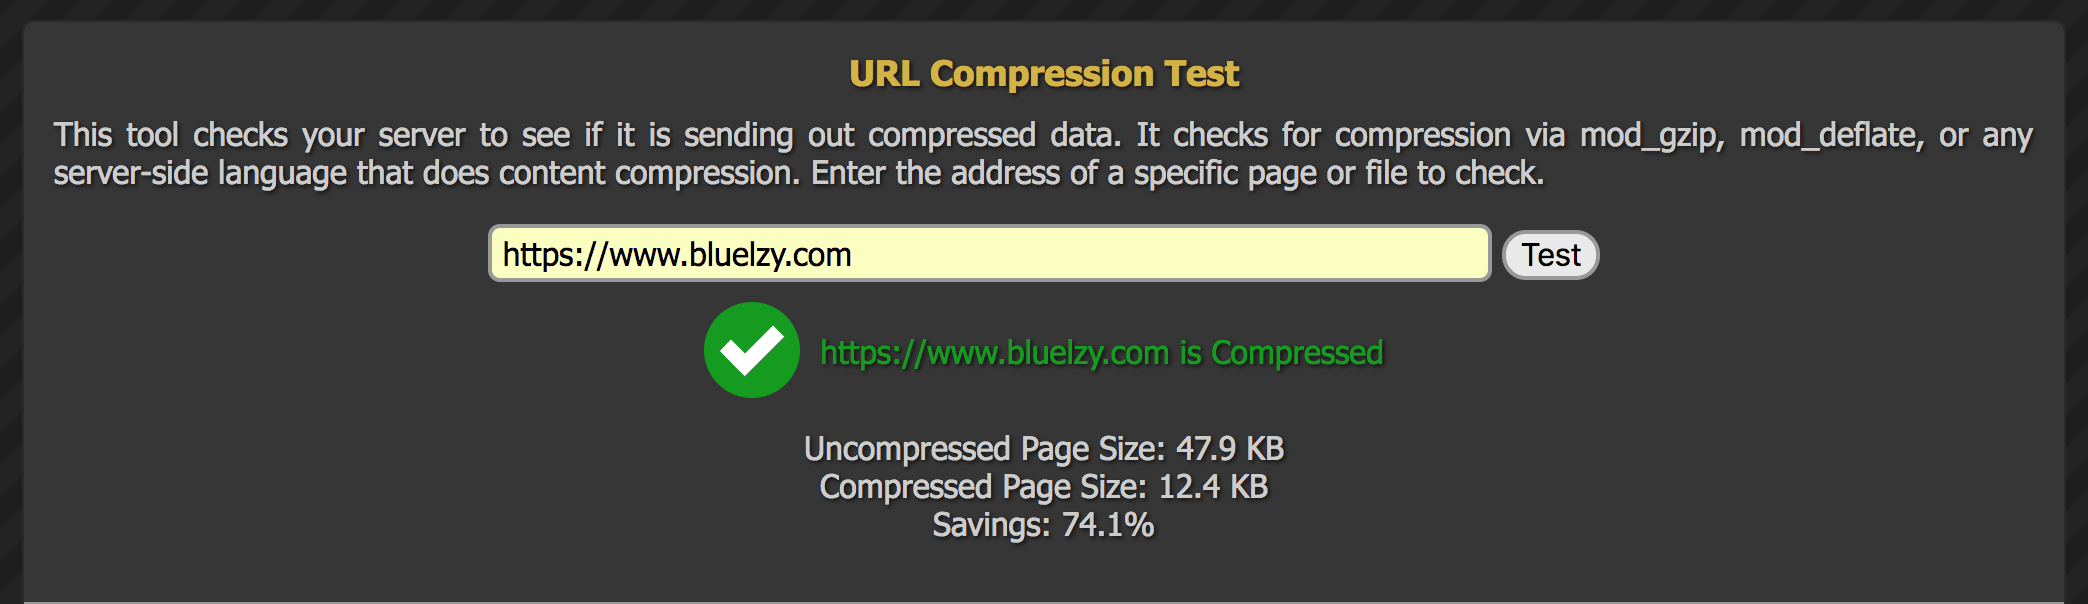 URL Compression Test
This tool checks your server to see if it is sending out compressed data. It checks for compression via mod_gzip, mod_deflate, or any
server-side language that does content compression. Enter the address of a specific page or file to check.
https://www.bluelzy.com Test
https://www.bluelzy.com is Compressed
Uncompressed Page Size: 47.9 KB
Compressed Page Size: 12.4 KB
Savings: 74.1%